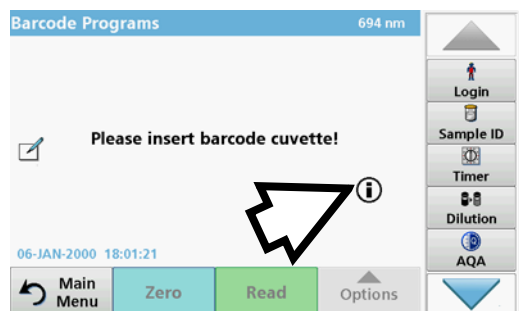 Barcode Programs
694 nm
Please insert barcode cuvette!
06-JAN-2000 18:01:21
Main
Menu
Zero
Read
Options
Login
Sample ID
Timer
Dilution
AQA